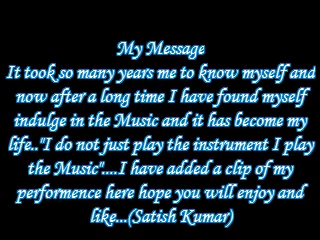 My Message
It took so many years me to know myself and
now after a long time I have found myself
indulge in the Music and it has become my
life.."I do not just play the instrument I play
the Music"....I have added a clip of my
performence here hope you will enjoy and
like...(Satish Kumar)